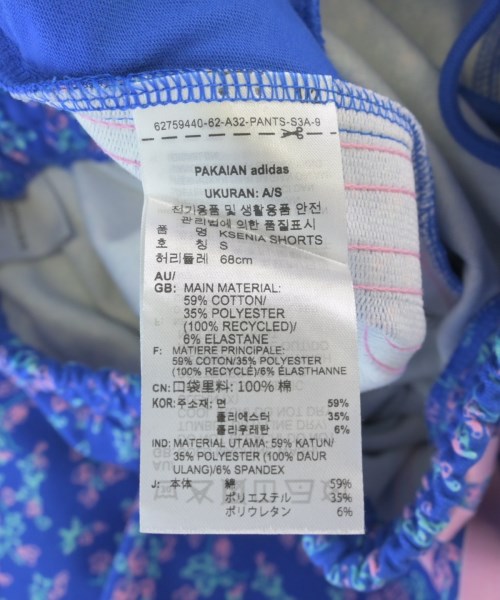 62759440-62-A32-PANTS-S3A-9
PAKAIAN adidas
UKURAN: A/S
전기용품 및 생활용품 안전
관리법에 의한 품질표시
품 명 KSENIA SHORTS
호 칭 S
허리둘레 68cm
AU/
GB: MAIN MATERIAL:
59% COTTON/
35% POLYESTER
(100% RECYCLED)/
6% ELASTANE
F: MATIERE PRINCIPALE:
59% COTON/35% POLYESTER
(100% RECYCLÉ)/6% ÉLASTHANNE
CN: 口袋里料: 100% 棉
KOR: 주소재: 면 59%
폴리에스터 35%
폴리우레탄 6%
IND: MATERIAL UTAMA: 59% KATUN/
35% POLYESTER (100% DAUR
ULANG)/6% SPANDEX
J: 本体 綿 59%
ポリエステル 35%
ポリウレタン 6%